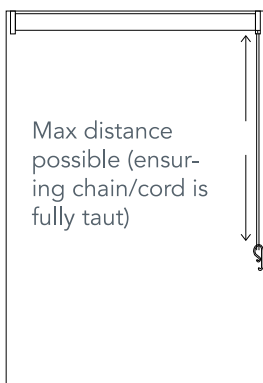 Max distance
possible (ensur-
ing chain/cord is
fully taut)